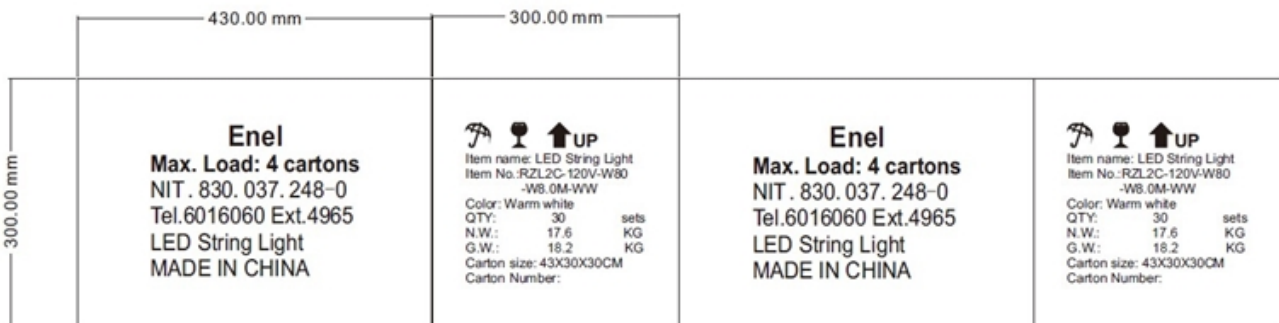 430.00 mm
300.00 mm
300.00 mm
Enel
Max. Load: 4 cartons
NIT. 830. 037. 248-0
Tel.6016060 Ext.4965
LED String Light
MADE IN CHINA
UP
Item name: LED String Light
Item No.:RZL2C-120V-W80
-W8.0M-WW
Color: Warm white
QTY: 30 sets
N.W.: 17.6 KG
G.W.: 18.2 KG
Carton size: 43X30X30CM
Carton Number:
Enel
Max. Load: 4 cartons
NIT. 830. 037. 248-0
Tel.6016060 Ext.4965
LED String Light
MADE IN CHINA
UP
Item name: LED String Light
Item No.:RZL2C-120V-W80
-W8.0M-WW
Color: Warm white
QTY: 30 sets
N.W.: 17.6 KG
G.W.: 18.2 KG
Carton size: 43X30X30CM
Carton Number: